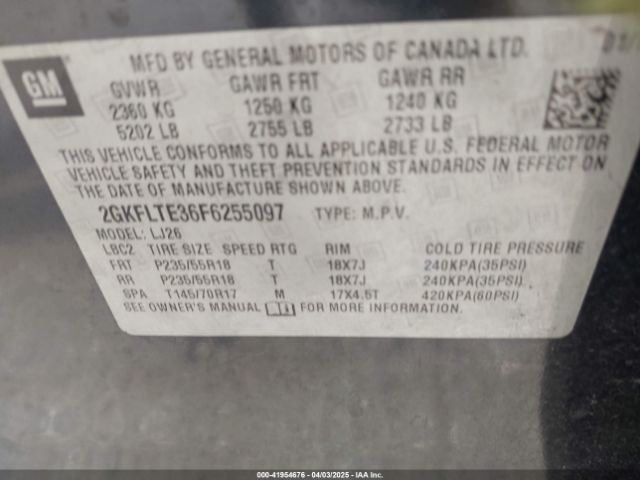 GM
MFD BY GENERAL MOTORS OF CANADA LTD. 01/
GVWR GAWR FRT GAWR RR
2360 KG 1250 KG 1240 KG
5202 LB 2755 LB 2733 LB
THIS VEHICLE CONFORMS TO ALL APPLICABLE U.S. FEDERAL MOTOR
VEHICLE SAFETY AND THEFT PREVENTION STANDARDS IN EFFECT ON
THE DATE OF MANUFACTURE SHOWN ABOVE.
2GKFLTE36F6255097 TYPE: M.P.V.
MODEL: LJ26
LBC2 TIRE SIZE SPEED RTG RIM COLD TIRE PRESSURE
FRT P235/55R18 T 18X7J 240KPA(35PSI)
RR P235/55R18 T 18X7J 240KPA(35PSI)
SPA T145/70R17 M 17X4.5T 420KPA(60PSI)
SEE OWNER'S MANUAL FOR MORE INFORMATION.
000-41954676 - 04/03/2025 - IAA Inc.